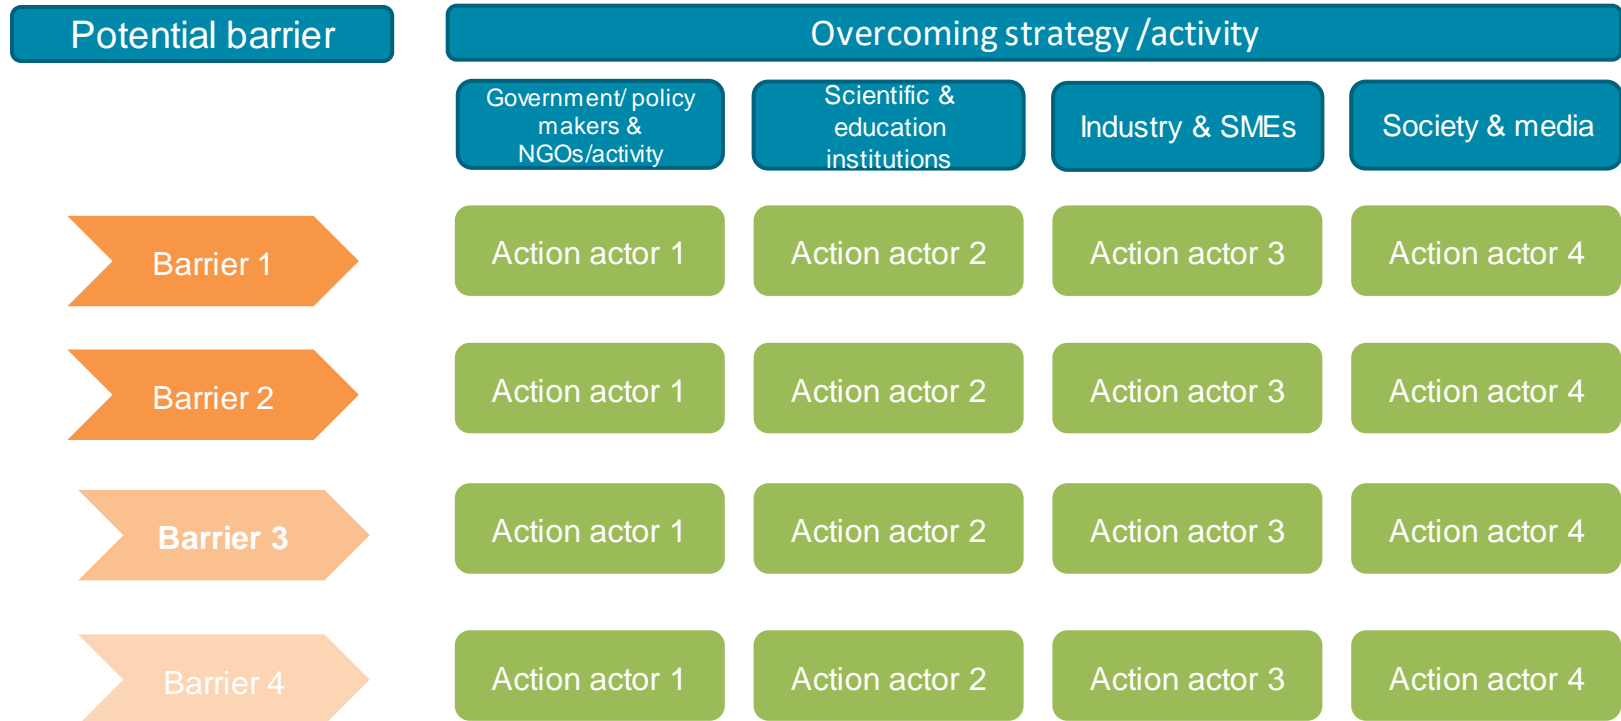 Potential barrier
Overcoming strategy /activity
Government/ policy
makers &
NGOs/activity
Scientific &
education
institutions
Industry & SMEs
Society & media
Barrier 1
Action actor 1
Action actor 2
Action actor 3
Action actor 4
Barrier 2
Action actor 1
Action actor 2
Action actor 3
Action actor 4
Barrier 3
Action actor 1
Action actor 2
Action actor 3
Action actor 4
Barrier 4
Action actor 1
Action actor 2
Action actor 3
Action actor 4